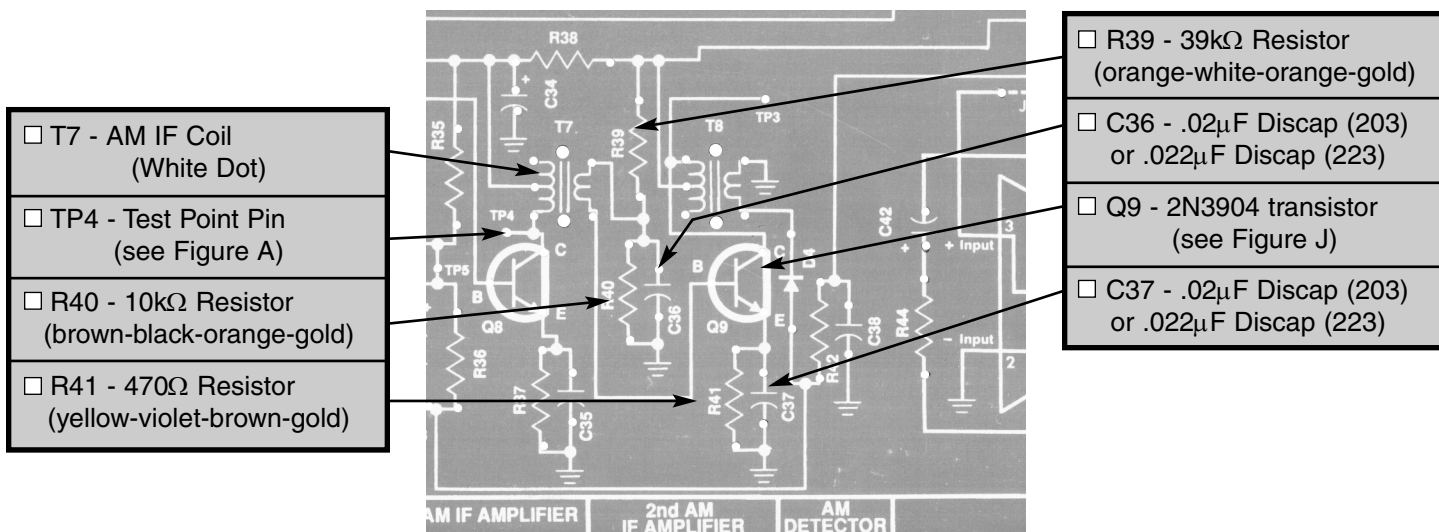 ☐ T7 - AM IF Coil
(White Dot)
☐ TP4 - Test Point Pin
(see Figure A)
☐ R40 - 10kΩ Resistor
(brown-black-orange-gold)
☐ R41 - 470Ω Resistor
(yellow-violet-brown-gold)
R38
+
C34
R35
T7
R39
T8
TP3
J
TP4
C
TP5
B
E
Q8
R40
C36
B
C
E
Q9
D4
C42
+
+ Input
3
R36
R37
C35
R41
C37
R42
C38
R44
− Input
2
AM IF AMPLIFIER
2nd AM
IF AMPLIFIER
AM
DETECTOR
☐ R39 - 39kΩ Resistor
(orange-white-orange-gold)
☐ C36 - .02μF Discap (203)
or .022μF Discap (223)
☐ Q9 - 2N3904 transistor
(see Figure J)
☐ C37 - .02μF Discap (203)
or .022μF Discap (223)